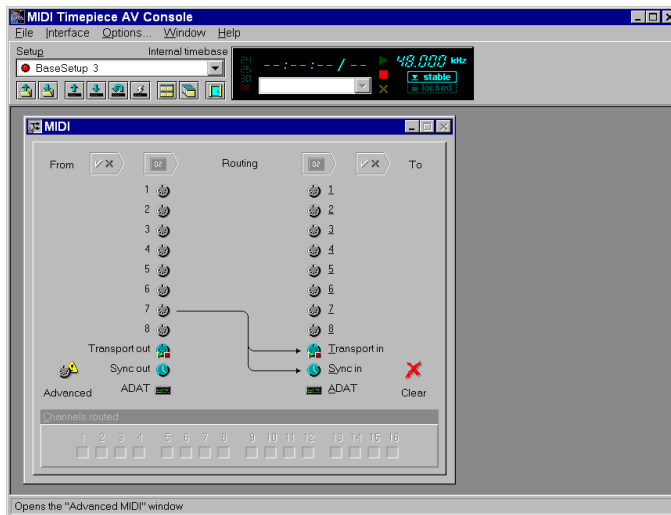 MIDI Timepiece AV Console
File Interface Options... Window Help
Setup Internal timebase
BaseSetup 3
--:--:--/-- 48.000 kHz
stable
kicked
MIDI
From 02 Routing 02 To
1 1
2 2
3 3
4 4
5 5
6 6
7 7
8 8
Transport out Transport in
Sync out Sync in
Advanced ADAT ADAT Clear
Channels routed
1 2 3 4 5 6 7 8 9 10 11 12 13 14 15 16
Opens the "Advanced MIDI" window